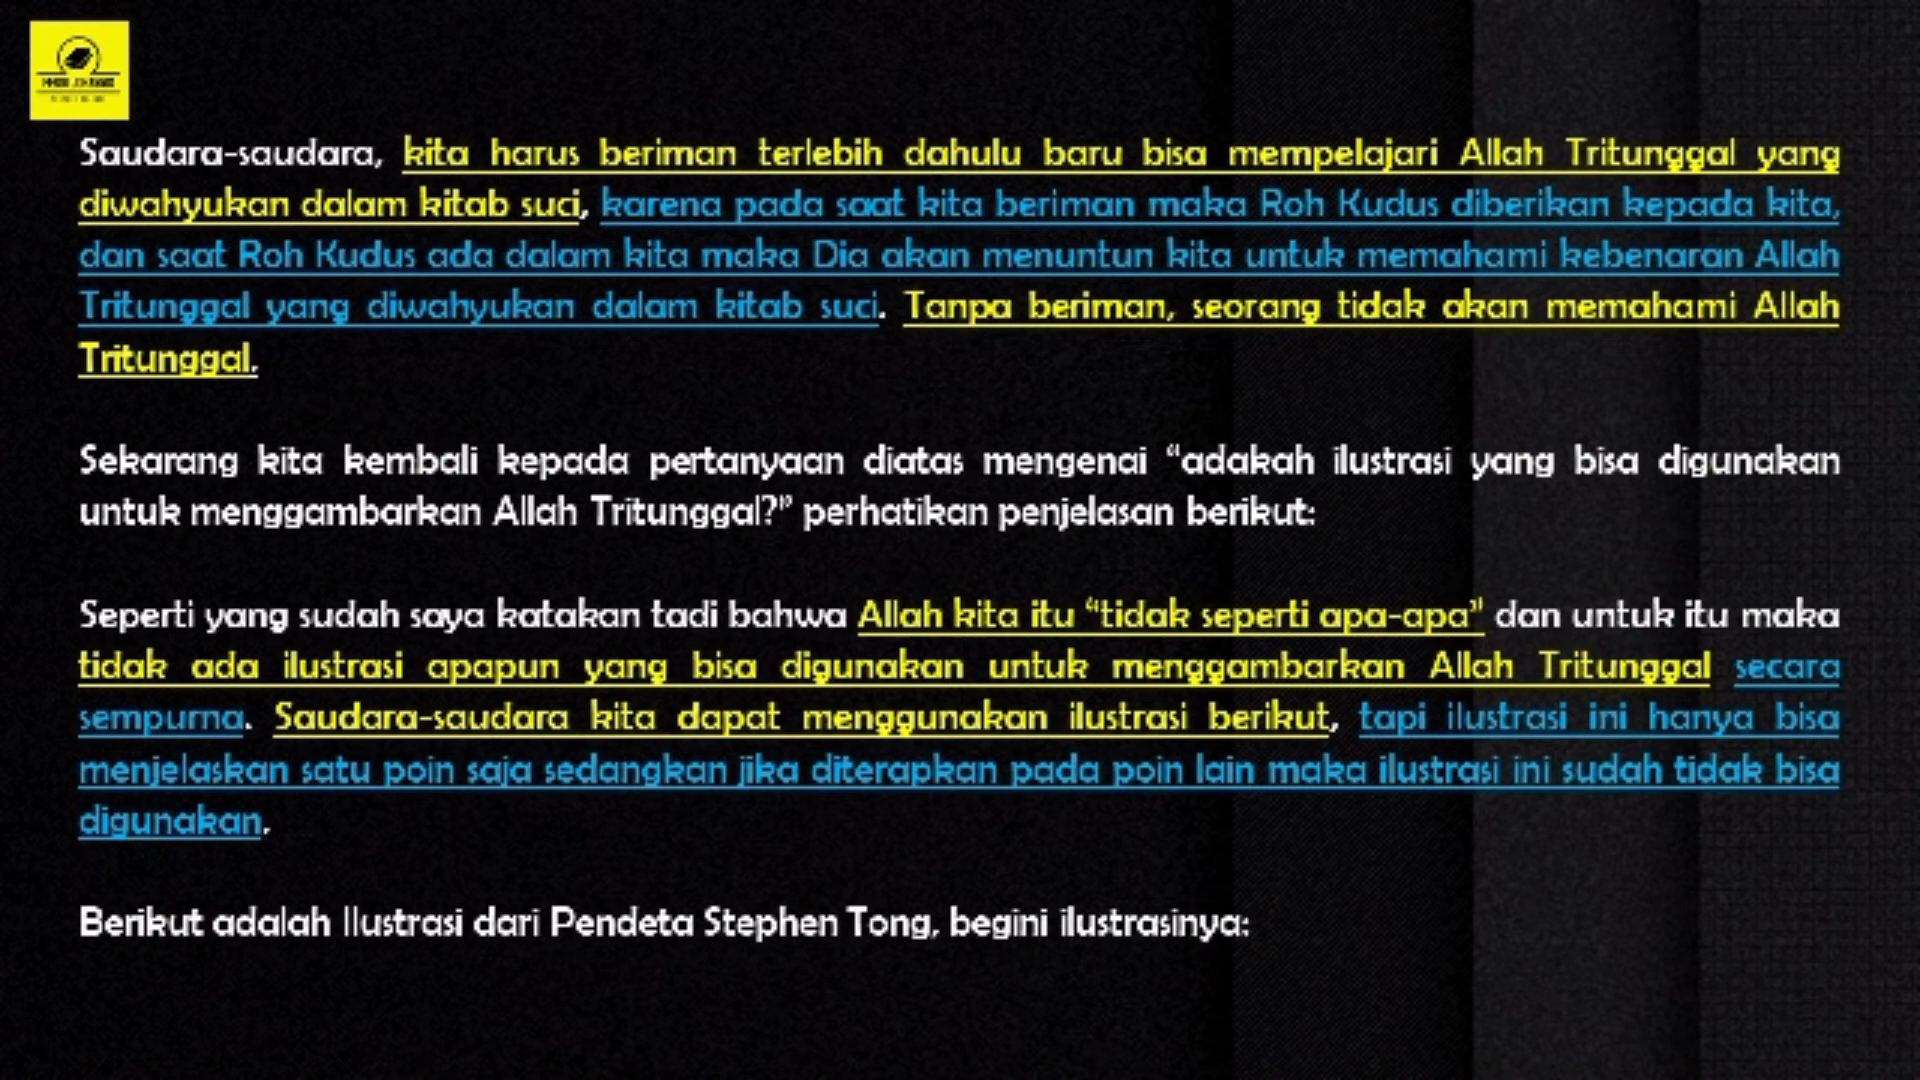 Saudara-saudara, kita harus beriman terlebih dahulu baru bisa mempelajari Allah Tritunggal yang
diwahyukan dalam kitab suci, karena pada saat kita beriman maka Roh Kudus diberikan kepada kita,
dan saat Roh Kudus ada dalam kita maka Dia akan menuntun kita untuk memahami kebenaran Allah
Tritunggal yang diwahyukan dalam kitab suci. Tanpa beriman, seorang tidak akan memahami Allah
Tritunggal.
Sekarang kita kembali kepada pertanyaan diatas mengenai “adakah ilustrasi yang bisa digunakan
untuk menggambarkan Allah Tritunggal?” perhatikan penjelasan berikut:
Seperti yang sudah saya katakan tadi bahwa Allah kita itu “tidak seperti apa-apa” dan untuk itu maka
tidak ada ilustrasi apapun yang bisa digunakan untuk menggambarkan Allah Tritunggal secara
sempurna. Saudara-saudara kita dapat menggunakan ilustrasi berikut, tapi ilustrasi ini hanya bisa
menjelaskan satu poin saja sedangkan jika diterapkan pada poin lain maka ilustrasi ini sudah tidak bisa
digunakan.
Berikut adalah Ilustrasi dari Pendeta Stephen Tong, begini ilustrasinya: